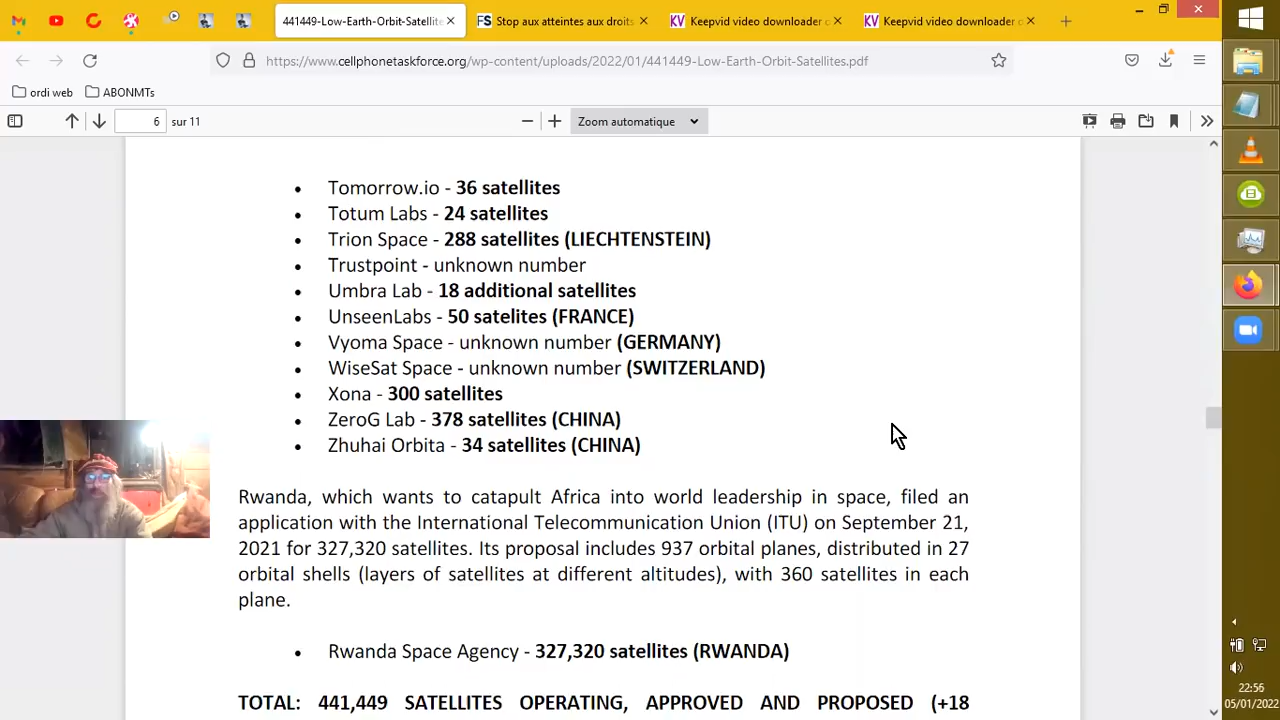 441449-Low-Earth-Orbit-Satellite
Stop aux atteintes aux droits
Keepvid video downloader
Keepvid video downloader
https://www.cellphonetaskforce.org/wp-content/uploads/2022/01/441449-Low-Earth-Orbit-Satellites.pdf
ordi web
ABONMTs
6 sur 11
Zoom automatique
• Tomorrow.io - 36 satellites
• Totum Labs - 24 satellites
• Trion Space - 288 satellites (LIECHTENSTEIN)
• Trustpoint - unknown number
• Umbra Lab - 18 additional satellites
• UnseenLabs - 50 satelites (FRANCE)
• Vyoma Space - unknown number (GERMANY)
• WiseSat Space - unknown number (SWITZERLAND)
• Xona - 300 satellites
• ZeroG Lab - 378 satellites (CHINA)
• Zhuhai Orbita - 34 satellites (CHINA)
Rwanda, which wants to catapult Africa into world leadership in space, filed an
application with the International Telecommunication Union (ITU) on September 21,
2021 for 327,320 satellites. Its proposal includes 937 orbital planes, distributed in 27
orbital shells (layers of satellites at different altitudes), with 360 satellites in each
plane.
• Rwanda Space Agency - 327,320 satellites (RWANDA)
TOTAL: 441,449 SATELLITES OPERATING, APPROVED AND PROPOSED (+18
22:56
05/01/2022